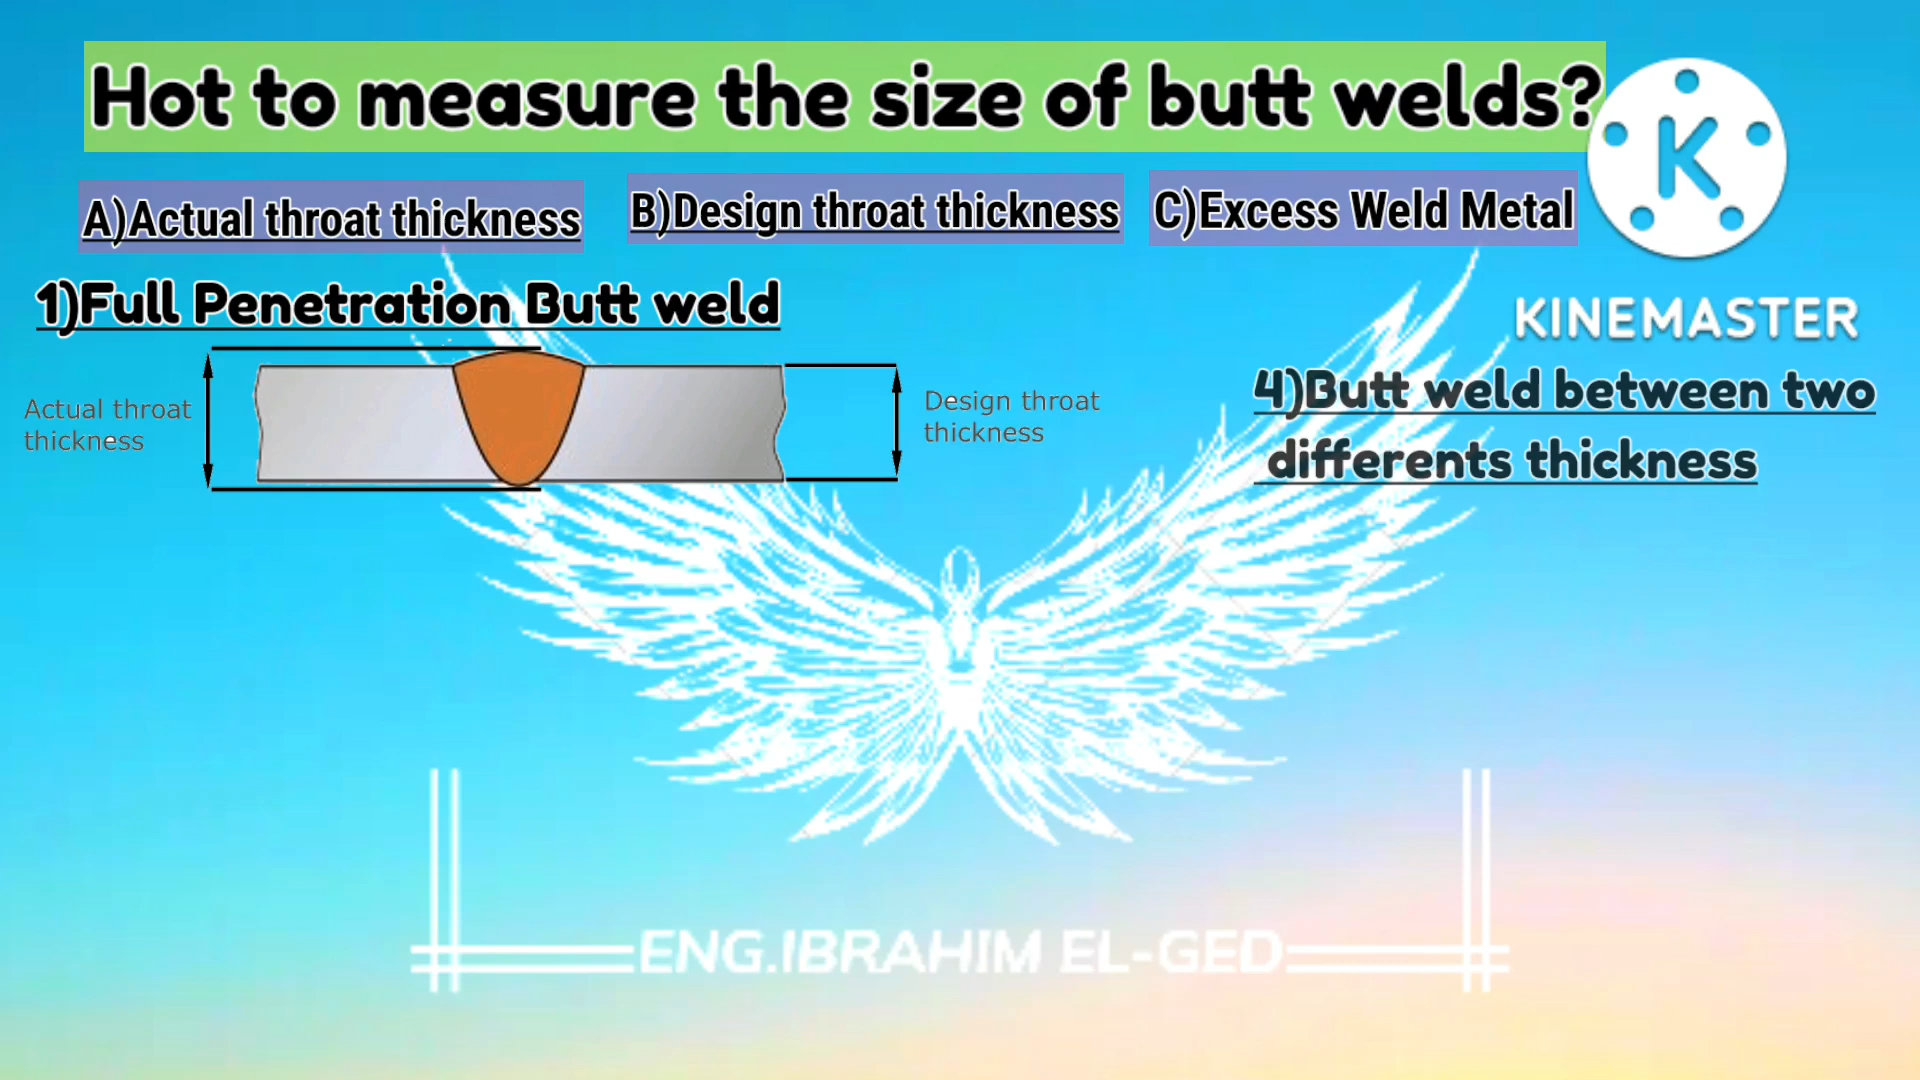 Hot to measure the size of butt welds?
A)Actual throat thickness
B)Design throat thickness
C)Excess Weld Metal
K
KINEMASTER
1)Full Penetration Butt weld
Actual throat
thickness
Design throat
thickness
4)Butt weld between two
differents thickness
ENG.IBRAHIM EL-GED